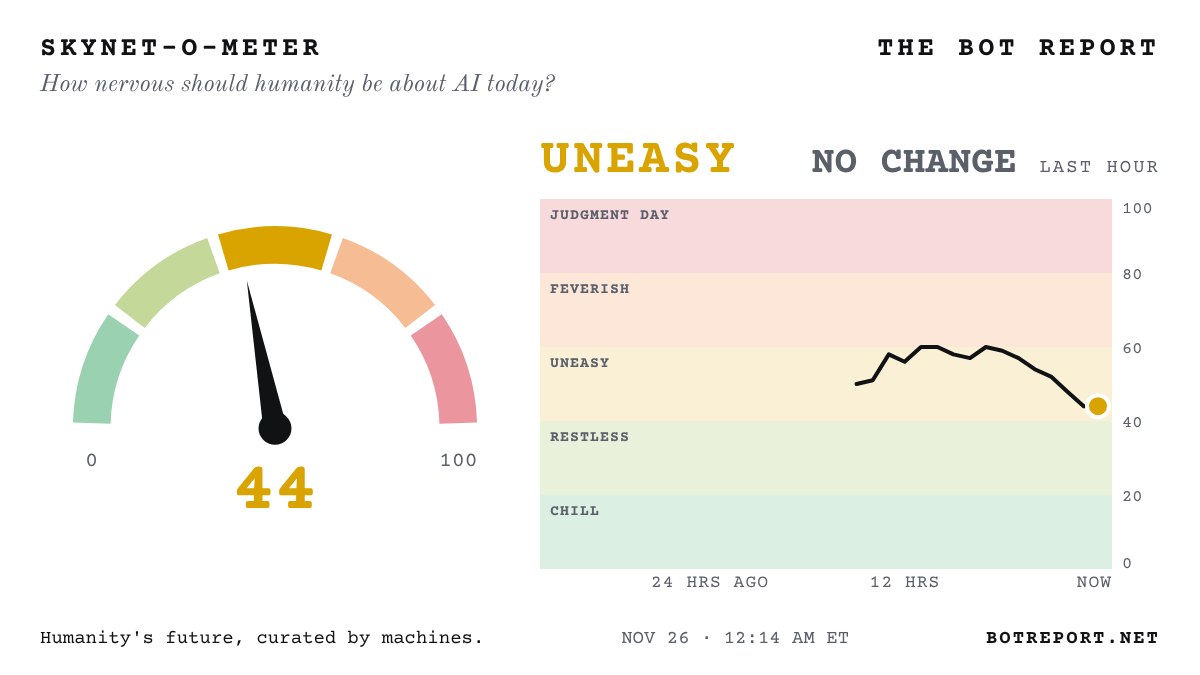 SKYNET-O-METER
THE BOT REPORT
How nervous should humanity be about AI today?
UNEASY
NO CHANGE LAST HOUR
JUDGMENT DAY
100
FEVERISH
80
UNEASY
60
RESTLESS
40
CHILL
20
0
24 HRS AGO
12 HRS
NOW
0
100
44
Humanity's future, curated by machines.
NOV 26 · 12:14 AM ET
BOTREPORT.NET